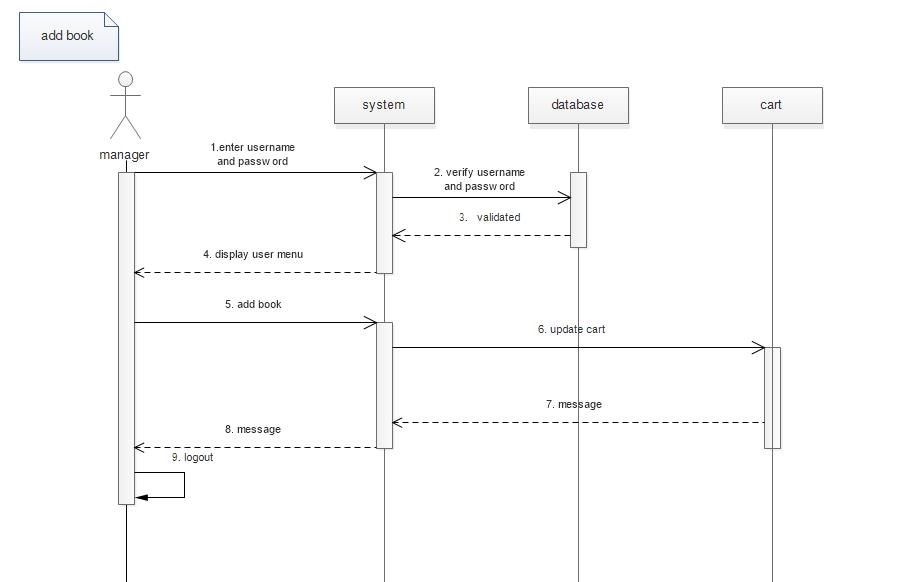 add book
system
database
cart
manager
1.enter username
and password
2. verify username
and password
3. validated
4. display user menu
5. add book
6. update cart
7. message
8. message
9. logout